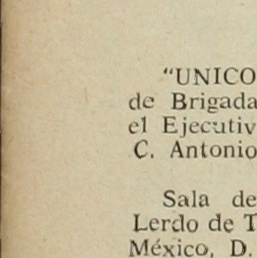 "UNICO
de Brigada
el Ejecutiv
C. Antonio
Sala de
Lerdo de T
México, D.